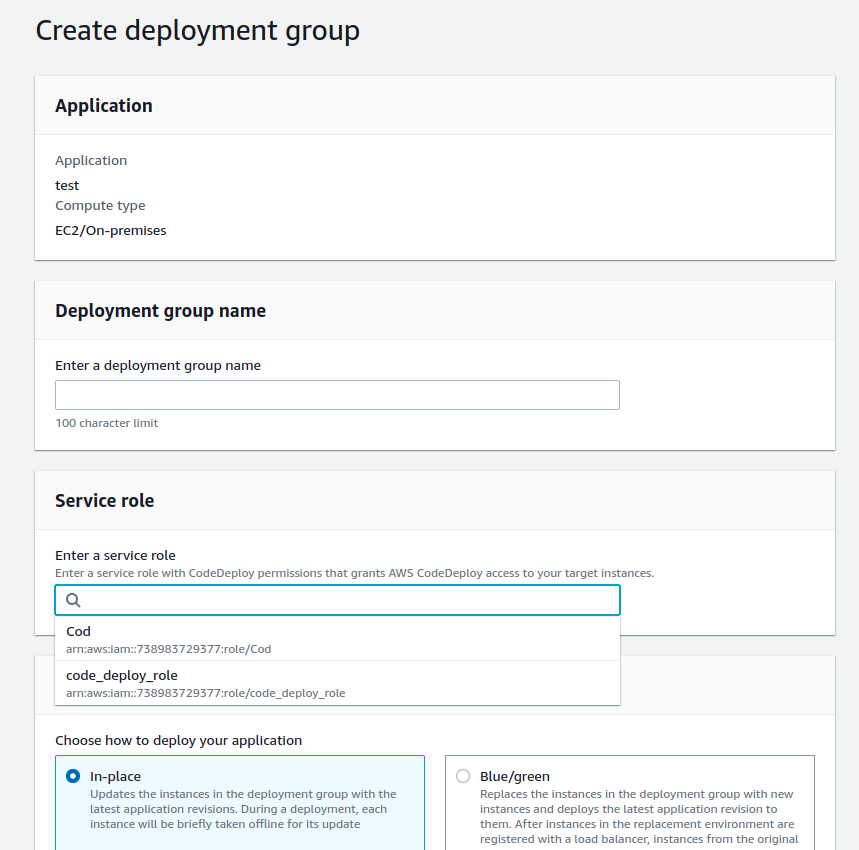 Create deployment group
Application
Application
test
Compute type
EC2/On-premises
Deployment group name
Enter a deployment group name
100 character limit
Service role
Enter a service role
Enter a service role with CodeDeploy permissions that grants AWS CodeDeploy access to your target instances.
Cod
arn:aws:iam::738983729377:role/Cod
code_deploy_role
arn:aws:iam::738983729377:role/code_deploy_role
Choose how to deploy your application
In-place
Updates the instances in the deployment group with the
latest application revisions. During a deployment, each
instance will be briefly taken offline for its update
Blue/green
Replaces the instances in the deployment group with new
instances and deploys the latest application revision to
them. After instances in the replacement environment are
registered with a load balancer, instances from the original